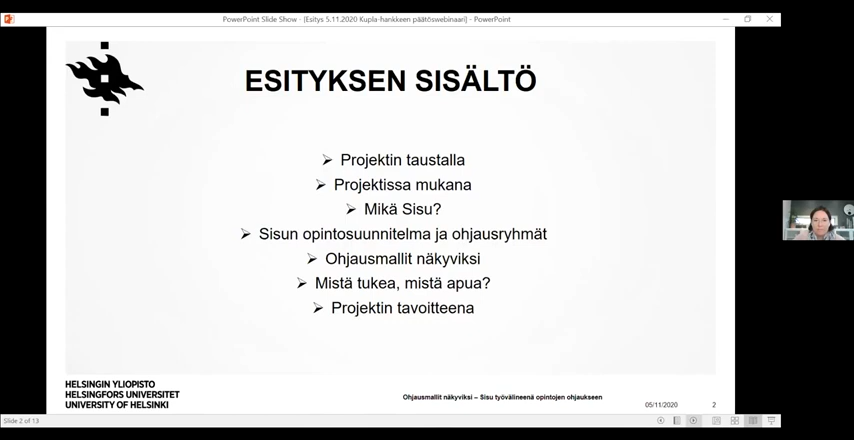 PowerPoint Slide Show - [Esitys 5.11.2020 Kupla-hankkeen päätöswebinaari] - PowerPoint
ESITYKSEN SISÄLTÖ
➢ Projektin taustalla
➢ Projektissa mukana
➢ Mikä Sisu?
➢ Sisun opintosuunnitelma ja ohjausryhmät
➢ Ohjausmallit näkyviksi
➢ Mistä tukea, mistä apua?
➢ Projektin tavoitteena
HELSINGIN YLIOPISTO
HELSINGFORS UNIVERSITET
UNIVERSITY OF HELSINKI
Ohjausmallit näkyviksi – Sisu työvälineenä opintojen ohjaukseen
05/11/2020
2
Slide 2 of 13